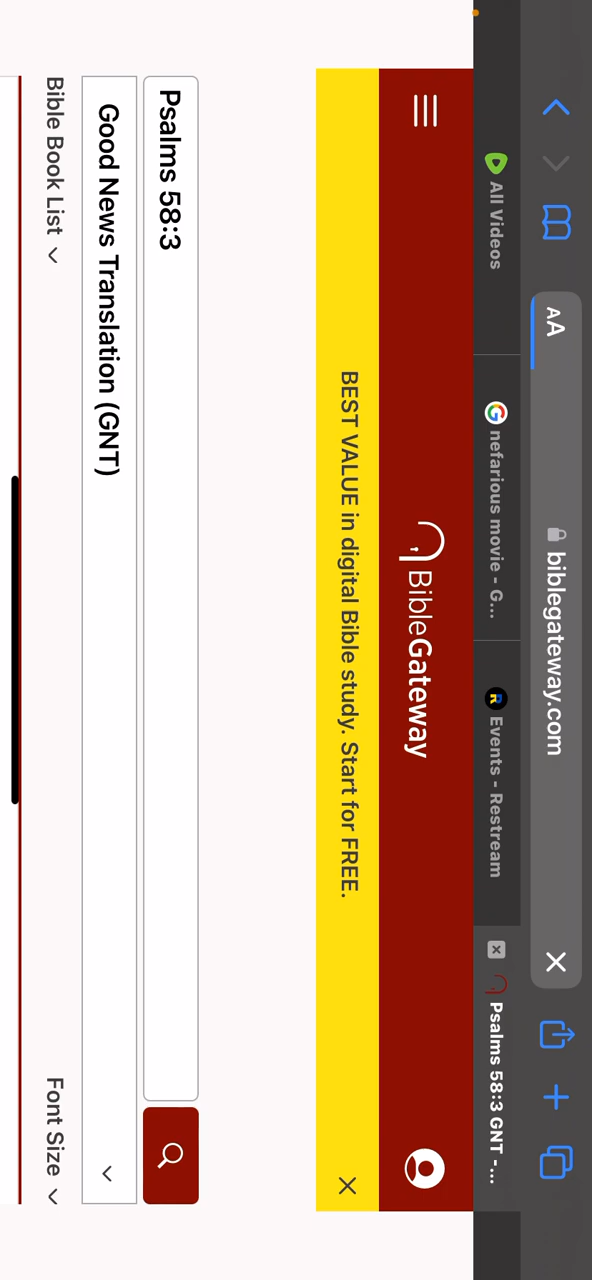 AA
biblegateway.com
All Videos
nefarious movie - G...
Events - Restream
Psalms 58:3 GNT -...
BibleGateway
BEST VALUE in digital Bible study. Start for FREE.
Psalms 58:3
Good News Translation (GNT)
Bible Book List
Font Size